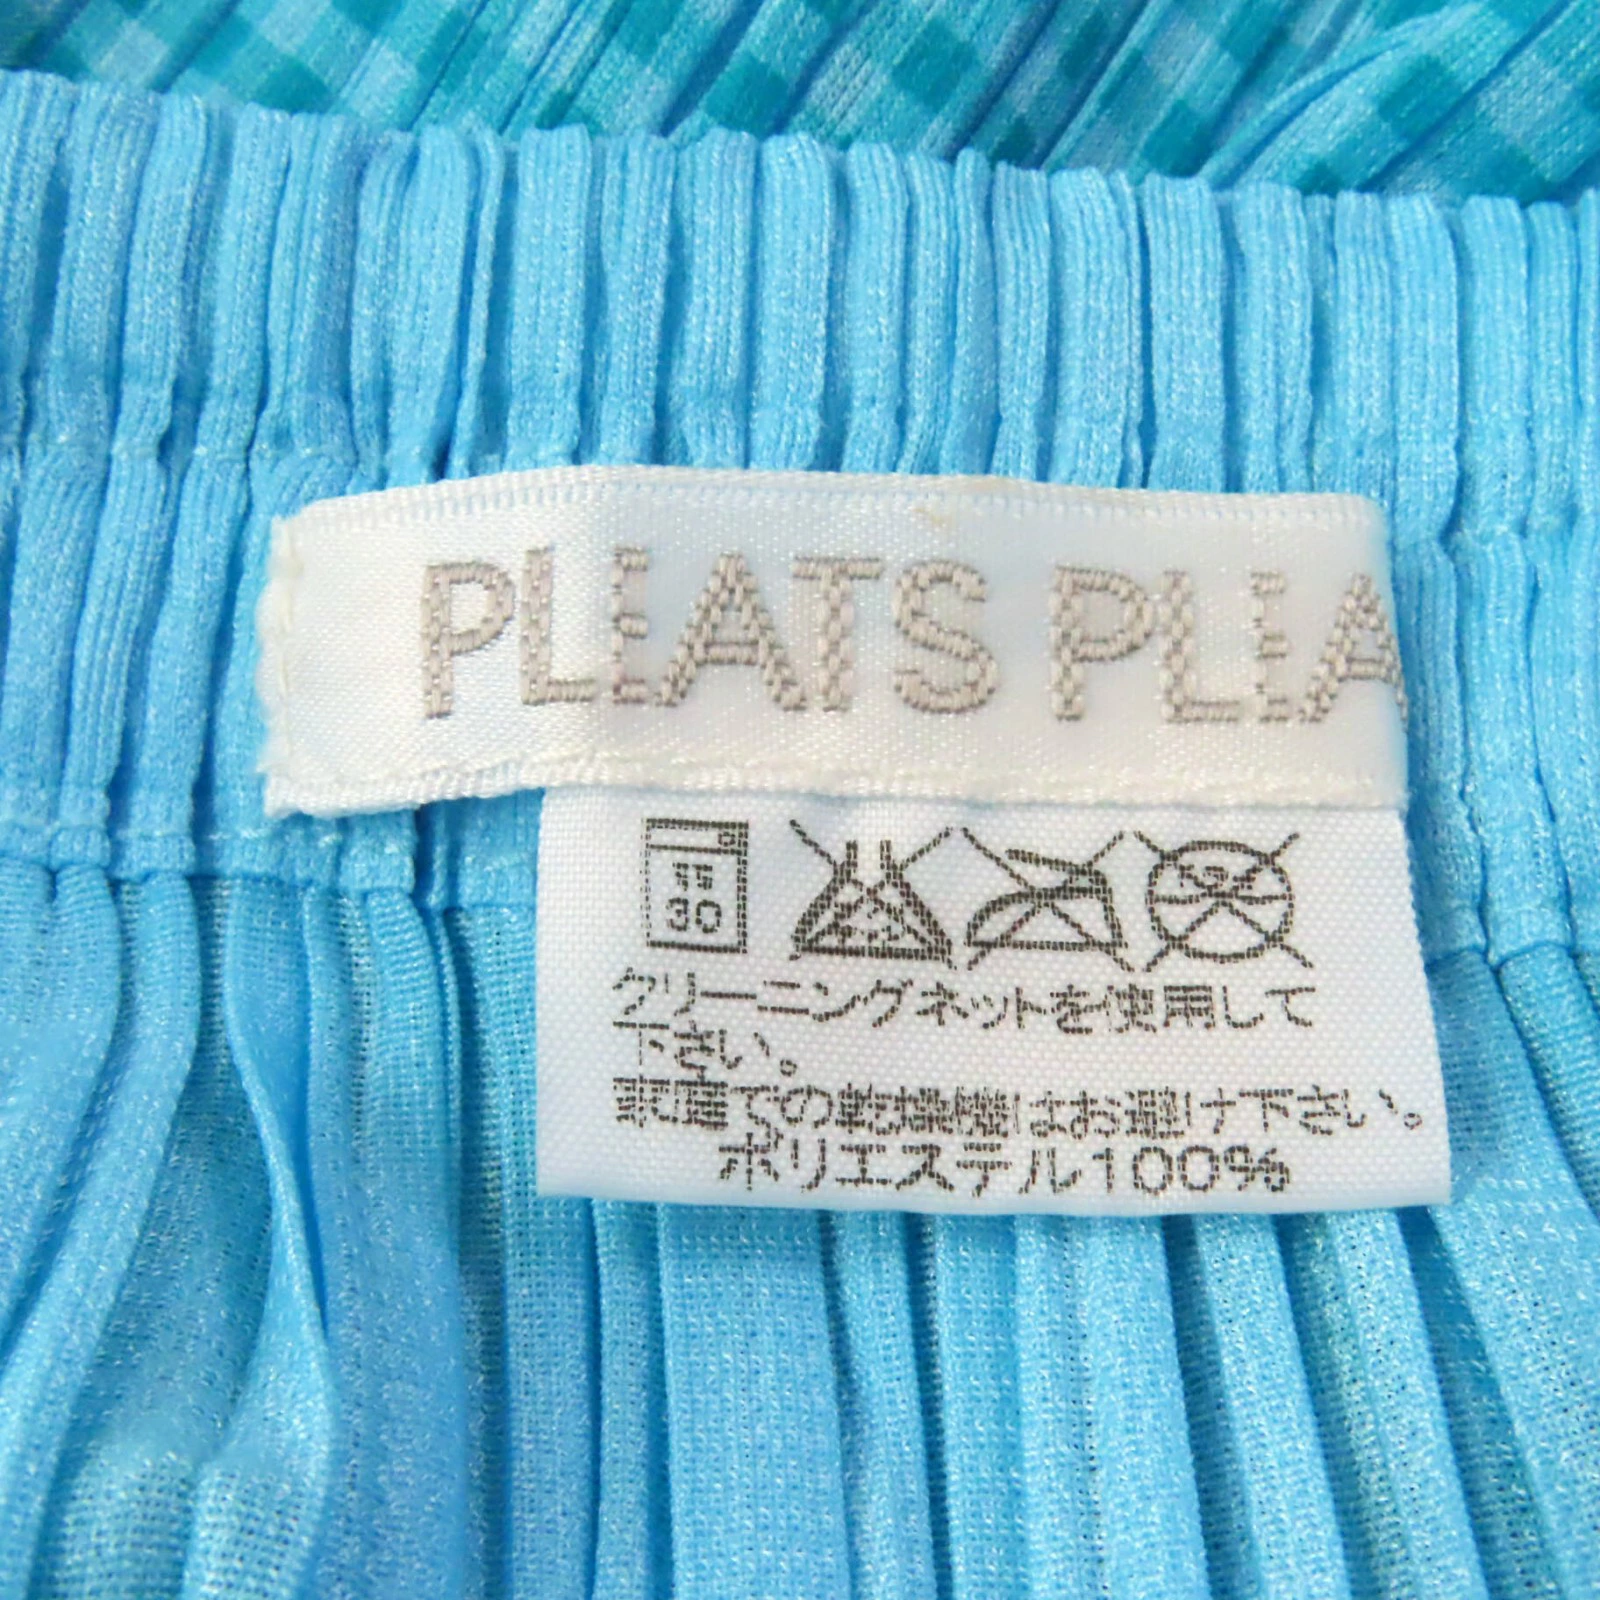 PLEATS PLEA
弱
30
クリーニングネットを使用して
下さい。
家庭での乾燥機はお避け下さい。
ポリエステル100%